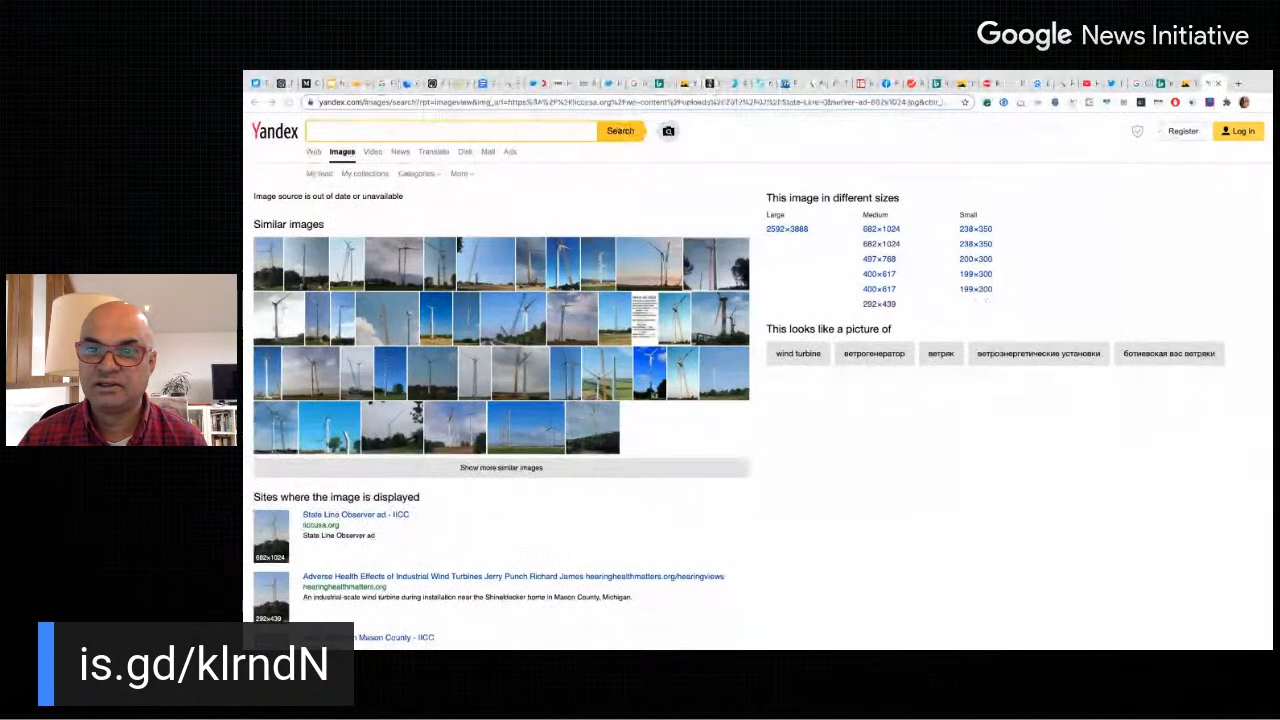 Google News Initiative
Yandex
Search
Register
Log in
Web Images Video News Translate Disk Mail Ads
My feed My collections Categories More
Image source is out of date or unavailable
Similar images
Show more similar images
Sites where the image is displayed
State Line Observer ad - IICC
iiccusa.org
State Line Observer ad
682×1024
Adverse Health Effects of Industrial Wind Turbines Jerry Punch Richard James hearinghealthmatters.org/hearingviews
hearinghealthmatters.org
An industrial-scale wind turbine during installation near the Shineldecker home in Mason County, Michigan.
292×439
Mason County - IICC
This image in different sizes
Large Medium Small
2592×3888 682×1024 238×350
682×1024 238×350
497×768 200×300
400×617 199×300
400×617 199×300
292×439
This looks like a picture of
wind turbine ветрогенератор ветряк ветроэнергетические установки ботиевская вэс ветряки
is.gd/klrndN